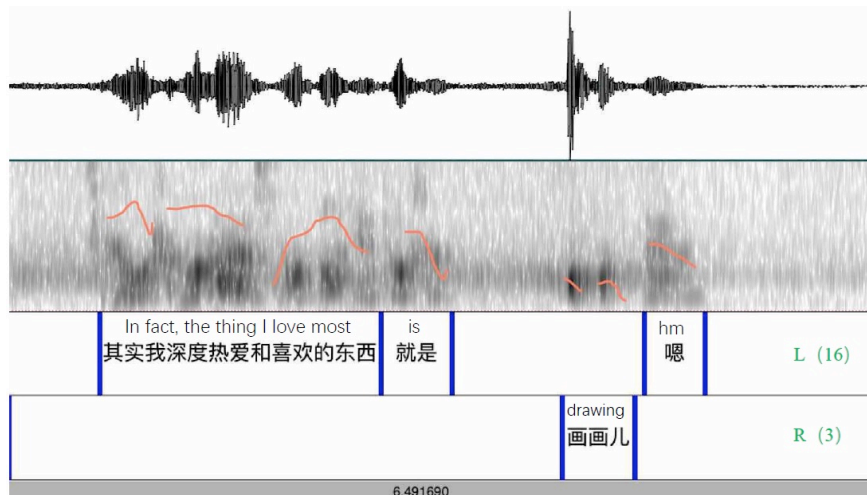 In fact, the thing I love most
其实我深度热爱和喜欢的东西
is
就是
hm
嗯
L (16)
drawing
画画儿
R (3)
6.491690